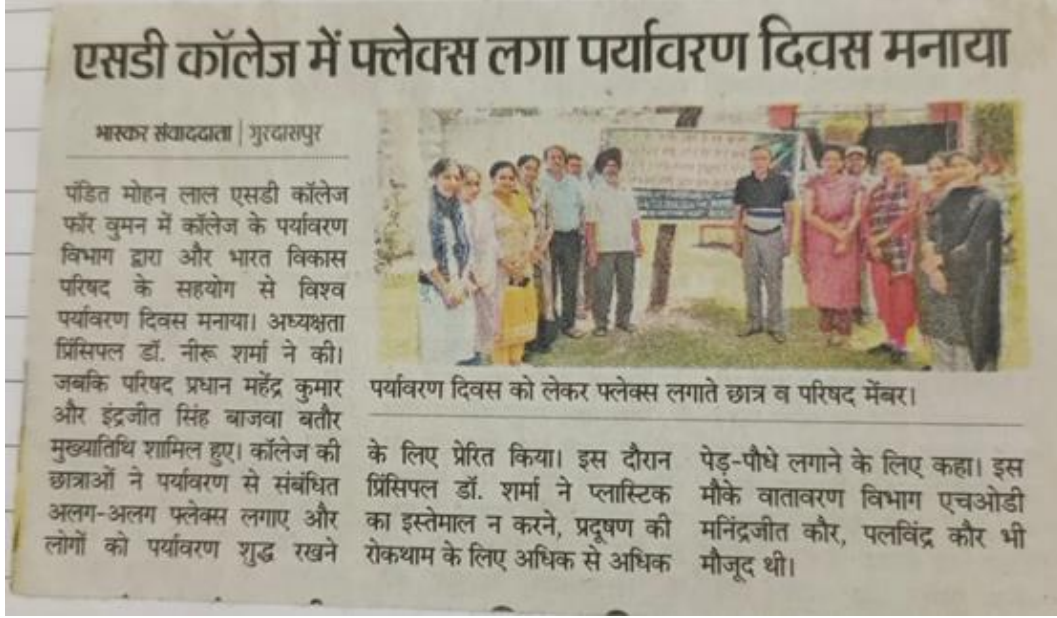 एसडी कॉलेज में फ्लेक्स लगा पर्यावरण दिवस मनाया
भास्कर संवाददाता | गुरदासपुर
पंडित मोहन लाल एसडी कॉलेज
फॉर वुमन में कॉलेज के पर्यावरण
विभाग द्वारा और भारत विकास
परिषद के सहयोग से विश्व
पर्यावरण दिवस मनाया। अध्यक्षता
प्रिंसिपल डॉ. नीरू शर्मा ने की।
जबकि परिषद प्रधान महेंद्र कुमार
और इंद्रजीत सिंह बाजवा बतौर
मुख्यातिथि शामिल हुए। कॉलेज की
छात्राओं ने पर्यावरण से संबंधित
अलग-अलग फ्लेक्स लगाए और
लोगों को पर्यावरण शुद्ध रखने
पर्यावरण दिवस को लेकर फ्लेक्स लगाते छात्र व परिषद मेंबर।
के लिए प्रेरित किया। इस दौरान
प्रिंसिपल डॉ. शर्मा ने प्लास्टिक
का इस्तेमाल न करने, प्रदूषण की
रोकथाम के लिए अधिक से अधिक
पेड़-पौधे लगाने के लिए कहा। इस
मौके वातावरण विभाग एचओडी
मनिंद्रजीत कौर, पलविंद्र कौर भी
मौजूद थी।